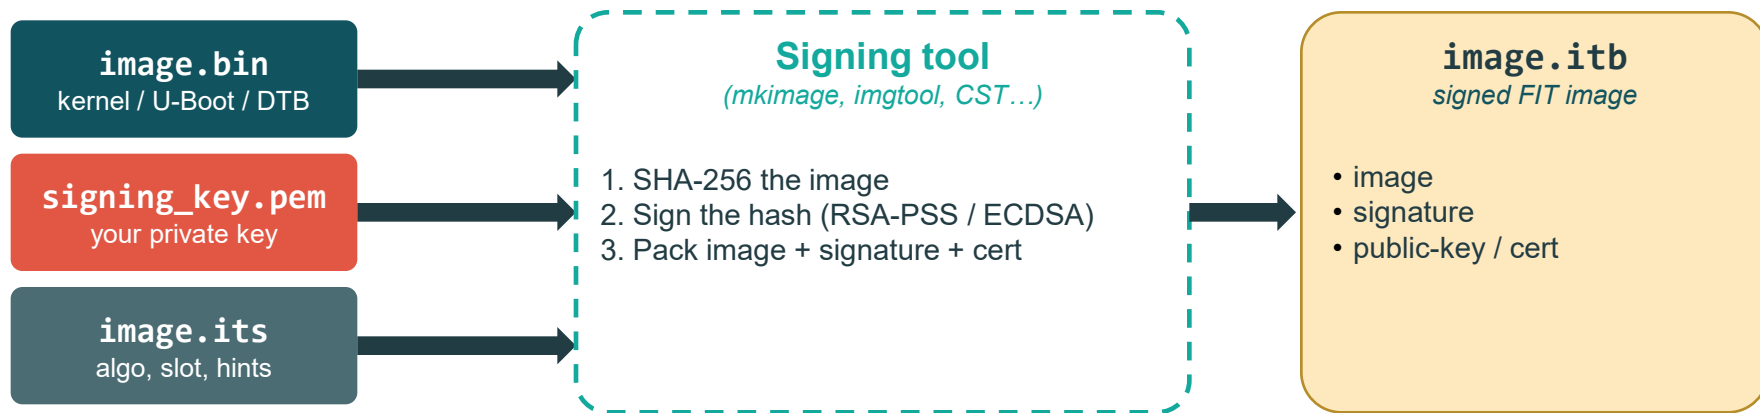 image.bin
kernel / U-Boot / DTB
signing_key.pem
your private key
image.its
algo, slot, hints
Signing tool
(mkimage, imgtool, CST…)
1. SHA-256 the image
2. Sign the hash (RSA-PSS / ECDSA)
3. Pack image + signature + cert
image.itb
signed FIT image
• image
• signature
• public-key / cert